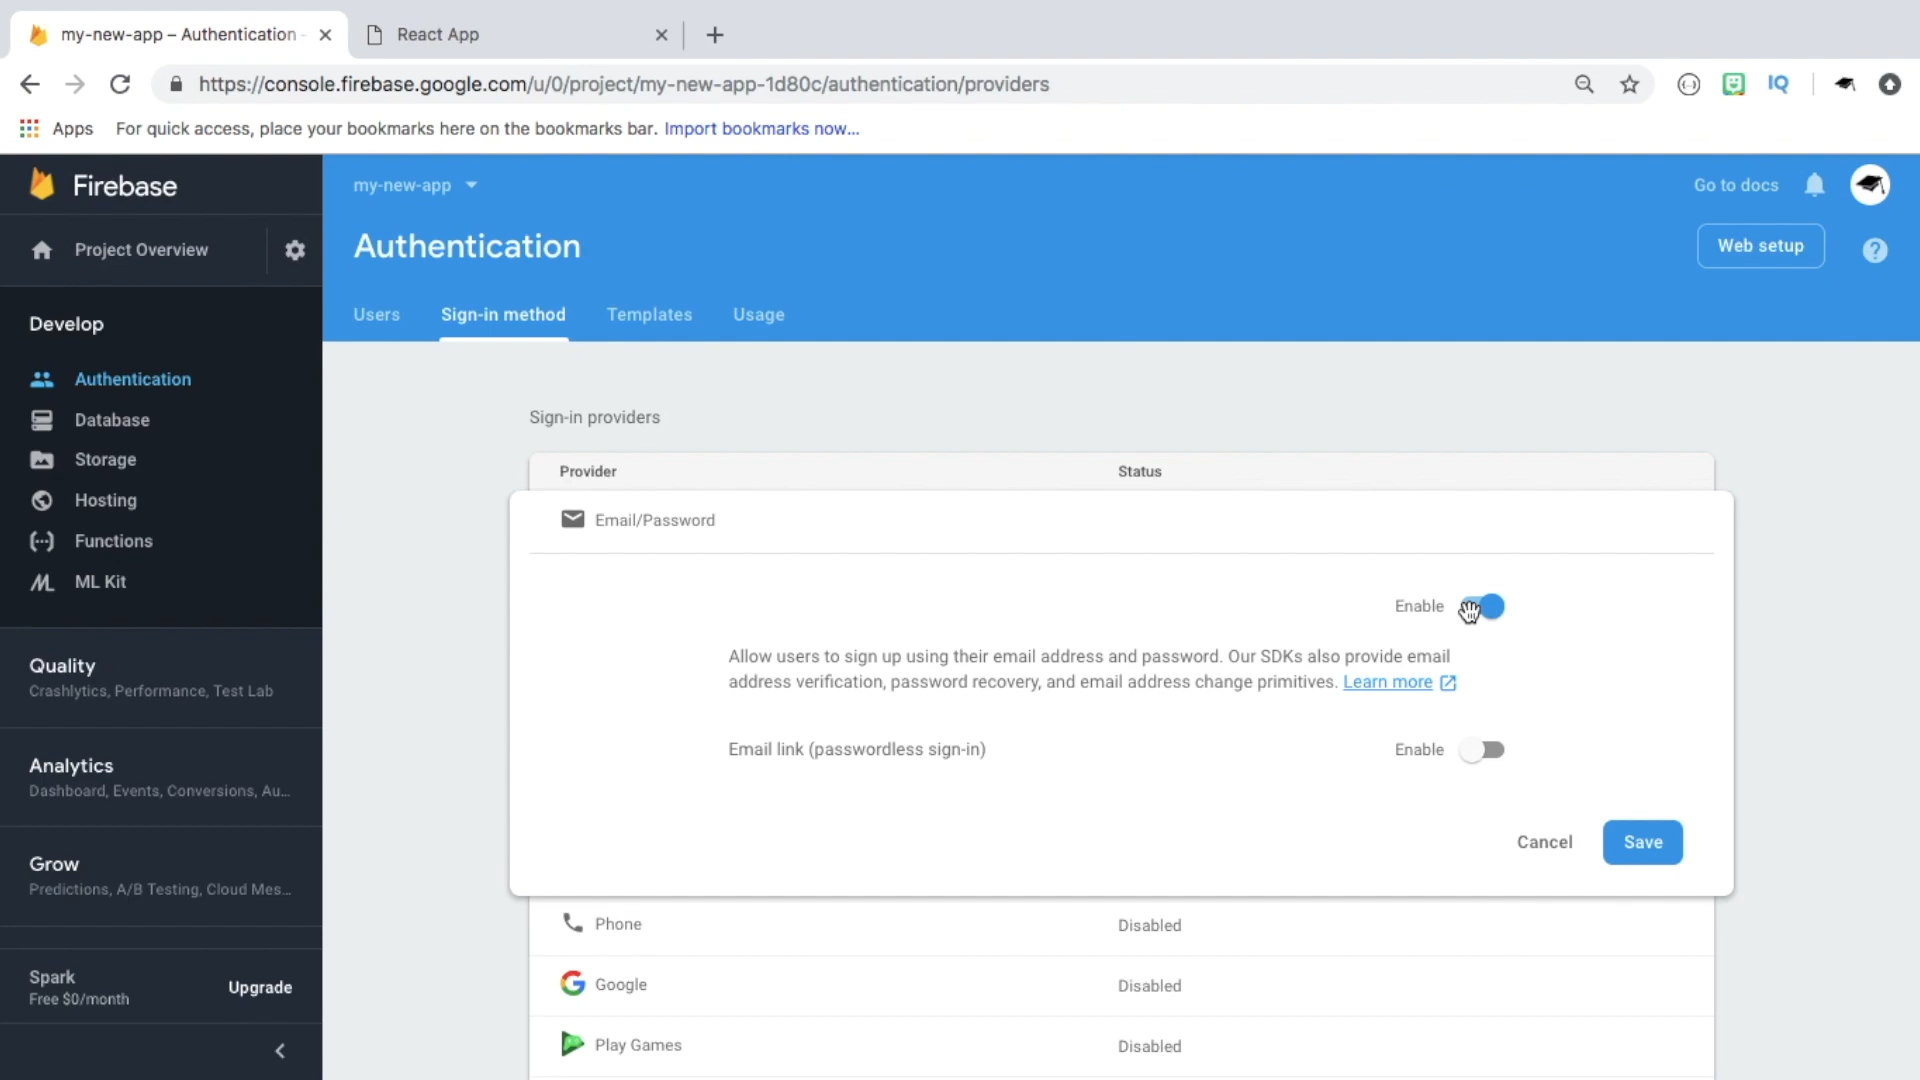 my-new-app – Authentication -
React App
https://console.firebase.google.com/u/0/project/my-new-app-1d80c/authentication/providers
IQ
Apps For quick access, place your bookmarks here on the bookmarks bar. Import bookmarks now...
Firebase
my-new-app
Go to docs
Project Overview
Authentication
Web setup
?
Users Sign-in method Templates Usage
Develop
Authentication
Database
Storage
Hosting
Functions
ML Kit
Quality
Crashlytics, Performance, Test Lab
Analytics
Dashboard, Events, Conversions, Au...
Grow
Predictions, A/B Testing, Cloud Mes...
Spark
Free $0/month
Upgrade
Sign-in providers
Provider Status
Email/Password
Enable
Allow users to sign up using their email address and password. Our SDKs also provide email
address verification, password recovery, and email address change primitives. Learn more
Email link (passwordless sign-in) Enable
Cancel Save
Phone Disabled
Google Disabled
Play Games Disabled